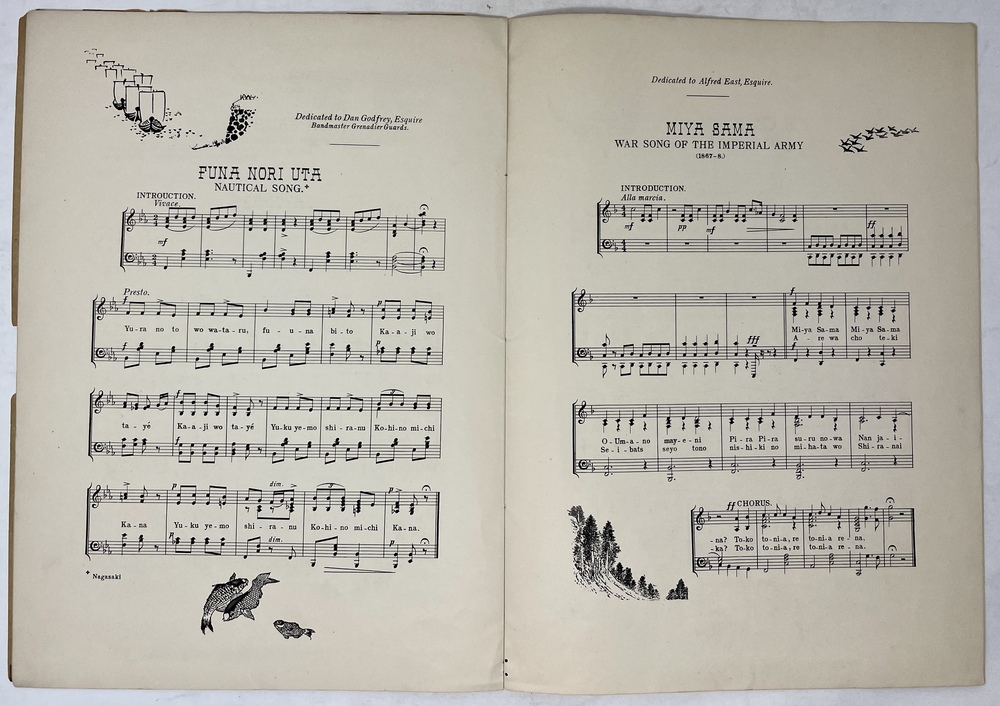 Dedicated to Dan Godfrey, Esquire
Bandmaster Grenadier Guards.
FUNA NORI UTA
NAUTICAL SONG.*
INTROUCTION.
Vivace.
mf
Presto.
f
p
Yu-ra no to wo wa-ta-ru, fu-u-na bi-to Ka-a-ji wo
f
p
f
ta-yé Ka-a-ji wo ta-yé Yu-ku ye-mo shi-ra-nu Ko-hi-no mi-chi
f
p
dim.
p
Ka-na Yu-ku ye-mo shi-ra-nu Ko-hi-no mi-chi Ka-na.
p
dim.
* Nagasaki
Dedicated to Alfred East, Esquire.
MIYA SAMA
WAR SONG OF THE IMPERIAL ARMY
(1867-8.)
INTRODUCTION.
Alla marcia.
mf pp mf ff
f
Mi-ya Sa-ma Mi-ya Sa-ma
A-re wa cho te-ki
fff f
O-Um-a-no may-e-ni Pi-ra Pi-ra su-ru no-wa Nan ja-i-
Se-i-bats seyo tono nis-hi-ki no mi-ha-ta wo Shi-ra-nai
ff CHORUS.
-na? To-ko to-ni-a, re to-ni-a re-na.
-ka? To-ko to-ni-a, re to-ni-a re-na.